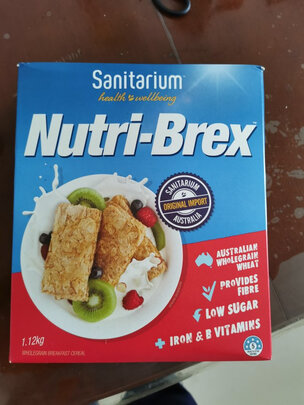 Sanitarium
health & wellbeing
Nutri-Brex™
SANITARIUM
ORIGINAL IMPORT
AUSTRALIA
AUSTRALIAN
WHOLEGRAIN
WHEAT
PROVIDES
FIBRE
LOW SUGAR
+ IRON & B VITAMINS
1.12kg
WHOLEGRAIN BREAKFAST CEREAL